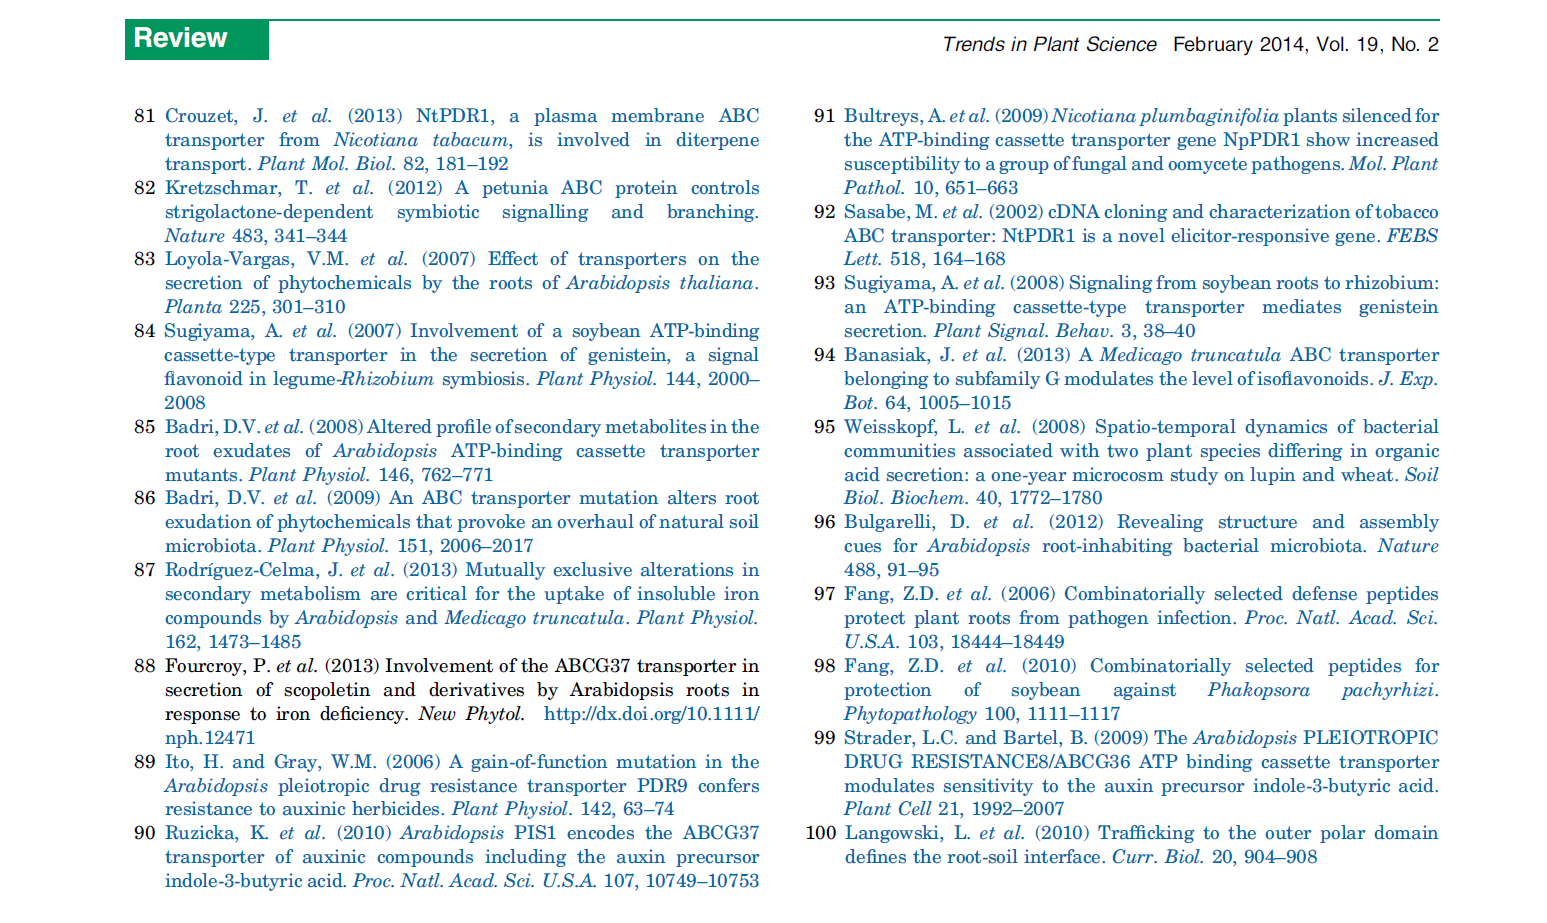 Review
Trends in Plant Science February 2014, Vol. 19, No. 2
81 Crouzet, J. et al. (2013) NtPDR1, a plasma membrane ABC
transporter from Nicotiana tabacum, is involved in diterpene
transport. Plant Mol. Biol. 82, 181–192
82 Kretzschmar, T. et al. (2012) A petunia ABC protein controls
strigolactone-dependent symbiotic signalling and branching.
Nature 483, 341–344
83 Loyola-Vargas, V.M. et al. (2007) Effect of transporters on the
secretion of phytochemicals by the roots of Arabidopsis thaliana.
Planta 225, 301–310
84 Sugiyama, A. et al. (2007) Involvement of a soybean ATP-binding
cassette-type transporter in the secretion of genistein, a signal
flavonoid in legume-Rhizobium symbiosis. Plant Physiol. 144, 2000–
2008
85 Badri, D.V. et al. (2008) Altered profile of secondary metabolites in the
root exudates of Arabidopsis ATP-binding cassette transporter
mutants. Plant Physiol. 146, 762–771
86 Badri, D.V. et al. (2009) An ABC transporter mutation alters root
exudation of phytochemicals that provoke an overhaul of natural soil
microbiota. Plant Physiol. 151, 2006–2017
87 Rodríguez-Celma, J. et al. (2013) Mutually exclusive alterations in
secondary metabolism are critical for the uptake of insoluble iron
compounds by Arabidopsis and Medicago truncatula. Plant Physiol.
162, 1473–1485
88 Fourcroy, P. et al. (2013) Involvement of the ABCG37 transporter in
secretion of scopoletin and derivatives by Arabidopsis roots in
response to iron deficiency. New Phytol. http://dx.doi.org/10.1111/
nph.12471
89 Ito, H. and Gray, W.M. (2006) A gain-of-function mutation in the
Arabidopsis pleiotropic drug resistance transporter PDR9 confers
resistance to auxinic herbicides. Plant Physiol. 142, 63–74
90 Ruzicka, K. et al. (2010) Arabidopsis PIS1 encodes the ABCG37
transporter of auxinic compounds including the auxin precursor
indole-3-butyric acid. Proc. Natl. Acad. Sci. U.S.A. 107, 10749–10753
91 Bultreys, A. et al. (2009) Nicotiana plumbaginifolia plants silenced for
the ATP-binding cassette transporter gene NpPDR1 show increased
susceptibility to a group of fungal and oomycete pathogens. Mol. Plant
Pathol. 10, 651–663
92 Sasabe, M. et al. (2002) cDNA cloning and characterization of tobacco
ABC transporter: NtPDR1 is a novel elicitor-responsive gene. FEBS
Lett. 518, 164–168
93 Sugiyama, A. et al. (2008) Signaling from soybean roots to rhizobium:
an ATP-binding cassette-type transporter mediates genistein
secretion. Plant Signal. Behav. 3, 38–40
94 Banasiak, J. et al. (2013) A Medicago truncatula ABC transporter
belonging to subfamily G modulates the level of isoflavonoids. J. Exp.
Bot. 64, 1005–1015
95 Weisskopf, L. et al. (2008) Spatio-temporal dynamics of bacterial
communities associated with two plant species differing in organic
acid secretion: a one-year microcosm study on lupin and wheat. Soil
Biol. Biochem. 40, 1772–1780
96 Bulgarelli, D. et al. (2012) Revealing structure and assembly
cues for Arabidopsis root-inhabiting bacterial microbiota. Nature
488, 91–95
97 Fang, Z.D. et al. (2006) Combinatorially selected defense peptides
protect plant roots from pathogen infection. Proc. Natl. Acad. Sci.
U.S.A. 103, 18444–18449
98 Fang, Z.D. et al. (2010) Combinatorially selected peptides for
protection of soybean against Phakopsora pachyrhizi.
Phytopathology 100, 1111–1117
99 Strader, L.C. and Bartel, B. (2009) The Arabidopsis PLEIOTROPIC
DRUG RESISTANCE8/ABCG36 ATP binding cassette transporter
modulates sensitivity to the auxin precursor indole-3-butyric acid.
Plant Cell 21, 1992–2007
100 Langowski, L. et al. (2010) Trafficking to the outer polar domain
defines the root-soil interface. Curr. Biol. 20, 904–908